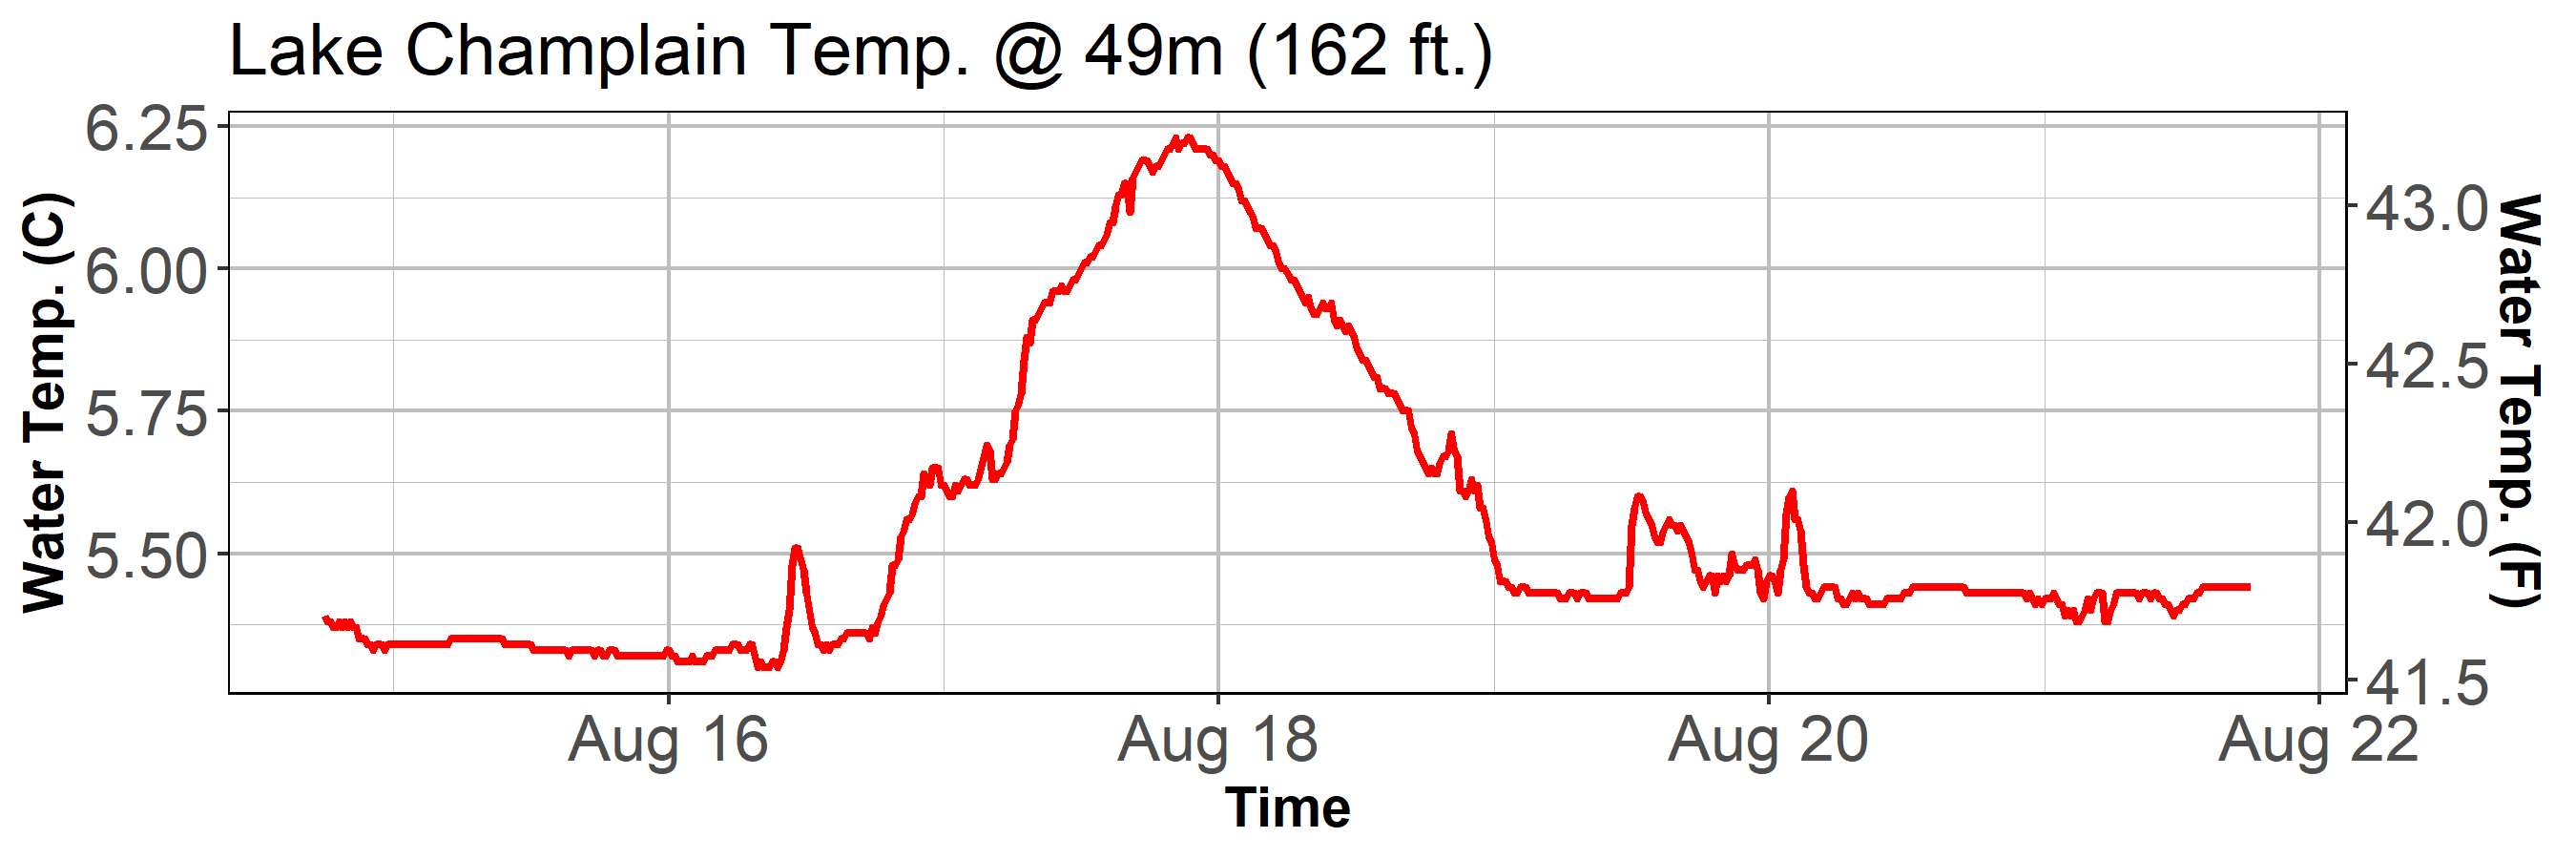 Lake Champlain Temp. @ 49m (162 ft.)
Water Temp. (C)
6.25
6.00
5.75
5.50
43.0
42.5
42.0
41.5
Water Temp. (F)
Aug 16
Aug 18
Aug 20
Aug 22
Time